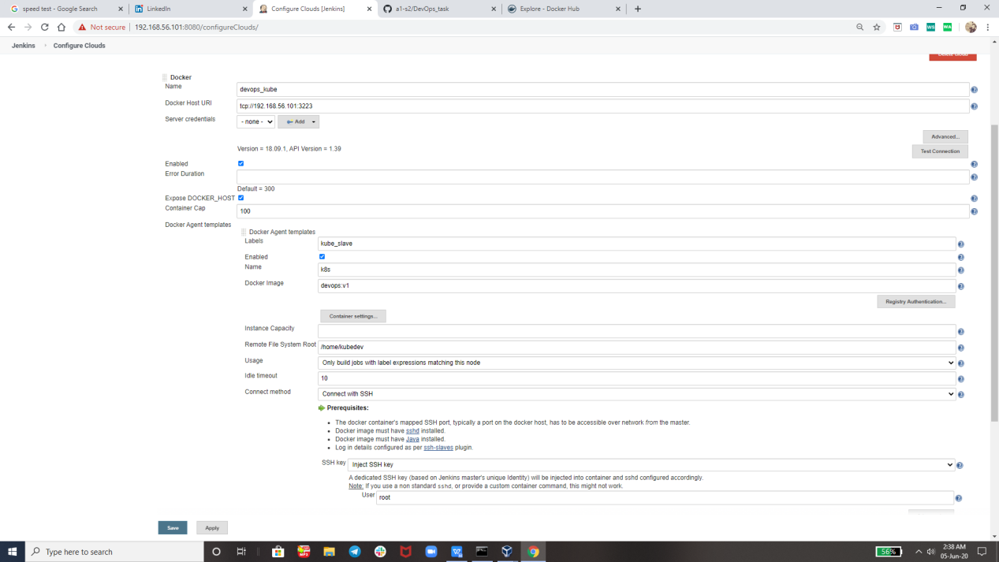 speed test - Google Search
LinkedIn
Configure Clouds [Jenkins]
a1-s2/DevOps_task
Explore - Docker Hub
Not secure 192.168.56.101:8080/configureClouds/
Jenkins Configure Clouds
Docker
Name devops_kube
Docker Host URI tcp://192.168.56.101:3223
Server credentials - none - Add
Advanced...
Version = 18.09.1, API Version = 1.39
Test Connection
Enabled
Error Duration
Default = 300
Expose DOCKER_HOST
Container Cap 100
Docker Agent templates
Docker Agent templates
Labels kube_slave
Enabled
Name k8s
Docker Image devops:v1
Registry Authentication...
Container settings...
Instance Capacity
Remote File System Root /home/kubedev
Usage Only build jobs with label expressions matching this node
Idle timeout 10
Connect method Connect with SSH
Prerequisites:
The docker container's mapped SSH port, typically a port on the docker host, has to be accessible over network from the master.
Docker image must have sshd installed.
Docker image must have Java installed.
Log in details configured as per ssh-slaves plugin.
SSH key Inject SSH key
A dedicated SSH key (based on Jenkins master's unique Identity) will be injected into container and sshd configured accordingly.
Note: If you use a non standard sshd, or provide a custom container command, this might not work.
User root
Save Apply
Type here to search
56%
2:38 AM
05-Jun-20